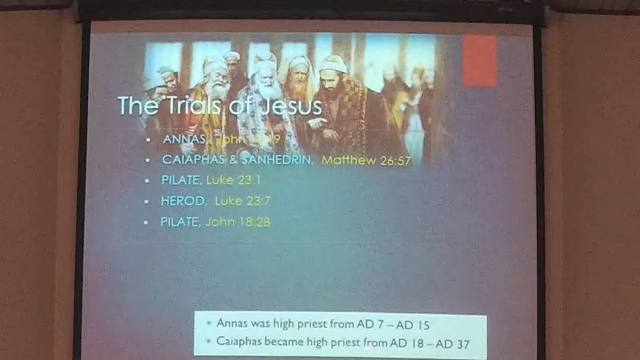 The Trials of Jesus
ANNAS, John 19
CAIAPHAS & SANHEDRIN, Matthew 26:57
PILATE, Luke 23:1
HEROD, Luke 23:7
PILATE, John 18:28
Annas was high priest from AD 7 – AD 15
Caiaphas became high priest from AD 18 – AD 37